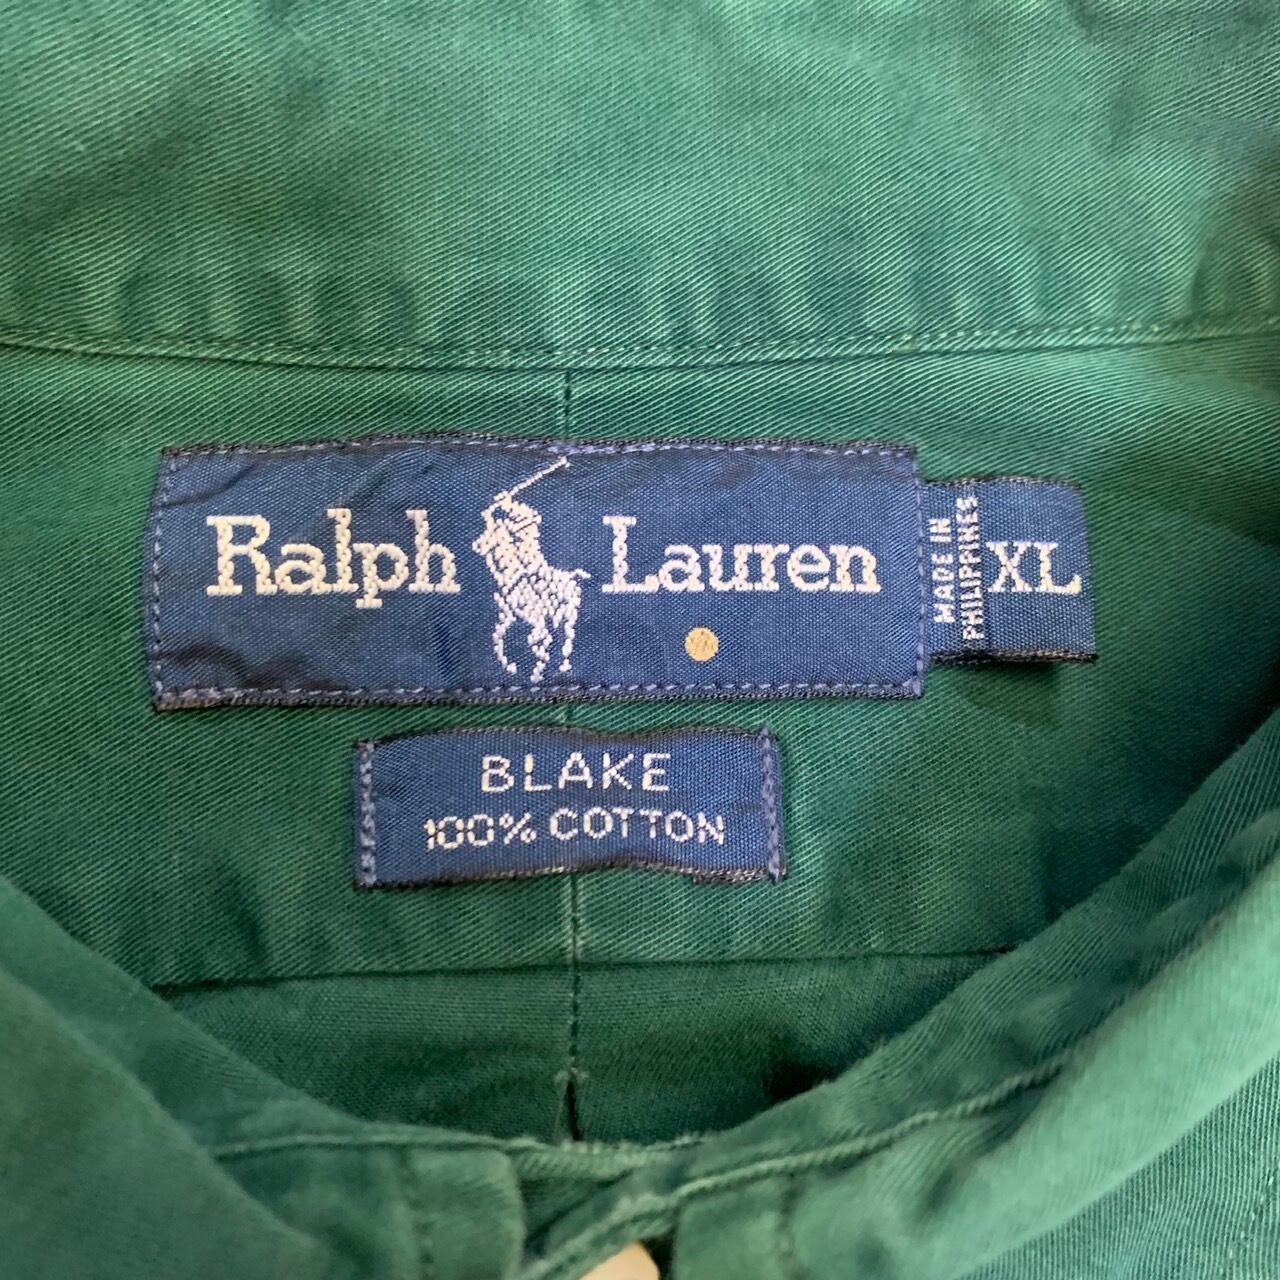 Ralph Lauren
MADE IN
PHILIPPINES
XL
BLAKE
100% COTTON